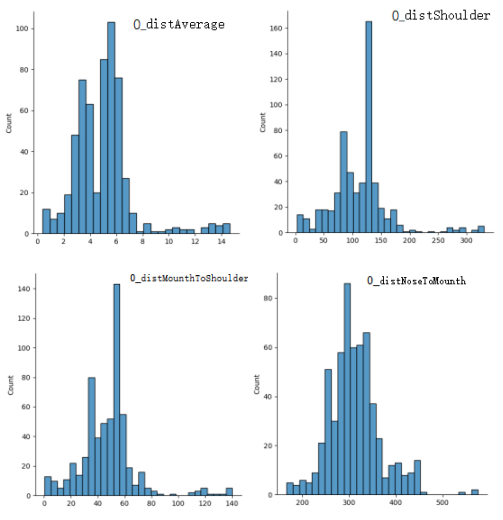 0_distAverage
0_distShoulder
Count
100
80
60
40
20
0
0 2 4 6 8 10 12 14
Count
160
140
120
100
80
60
40
20
0
0 50 100 150 200 250 300
0_distMounthToShoulder
0_distNoseToMounth
Count
140
120
100
80
60
40
20
0
0 20 40 60 80 100 120 140
Count
80
60
40
20
0
200 300 400 500